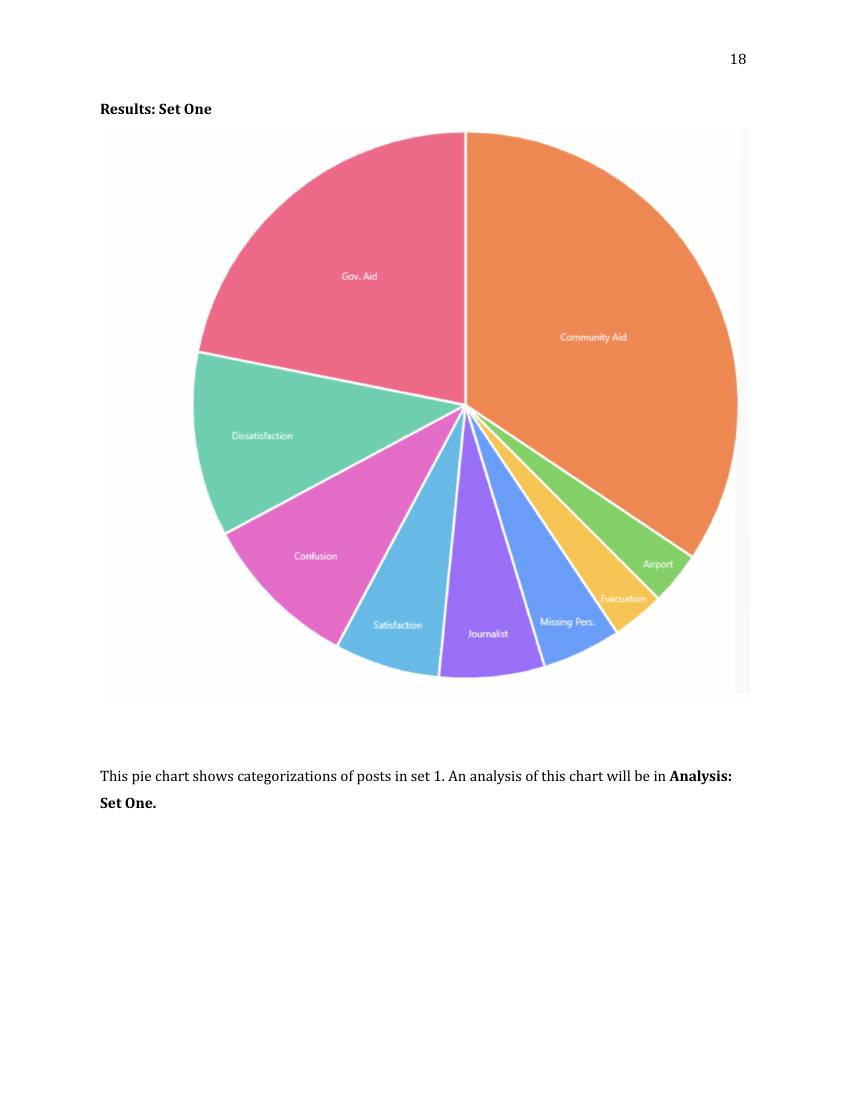 18
Results: Set One
Gov. Aid
Community Aid
Dissatisfaction
Confusion
Airport
Evacuation
Missing Pers.
Satisfaction
Journalist
This pie chart shows categorizations of posts in set 1. An analysis of this chart will be in Analysis:
Set One.